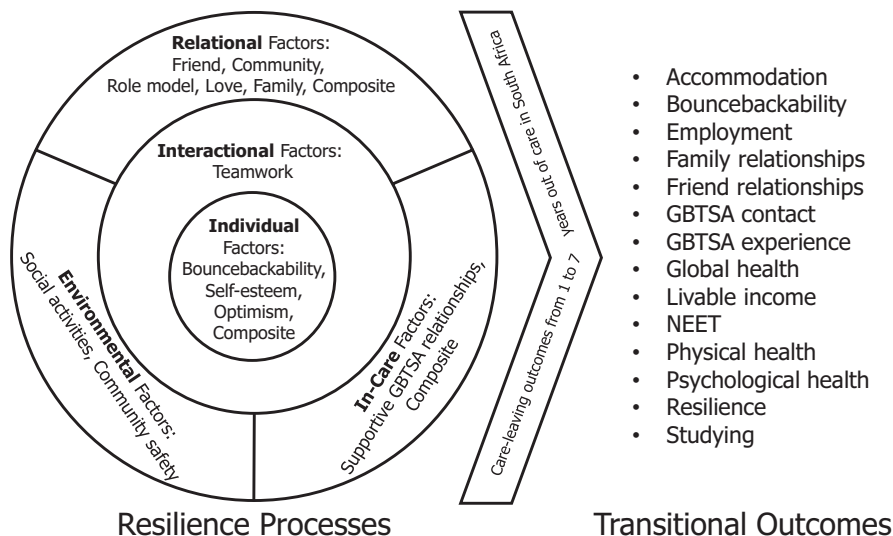 Relational Factors:
Friend, Community,
Role model, Love, Family, Composite
Interactional Factors:
Teamwork
Individual
Factors:
Bouncebackability,
Self-esteem,
Optimism,
Composite
Environmental Factors:
Social activities, Community safety
In-Care Factors:
Supportive GBTSA relationships,
Composite
Resilience Processes
Care-leaving outcomes from 1 to 7 years out of care in South Africa
• Accommodation
• Bouncebackability
• Employment
• Family relationships
• Friend relationships
• GBTSA contact
• GBTSA experience
• Global health
• Livable income
• NEET
• Physical health
• Psychological health
• Resilience
• Studying
Transitional Outcomes